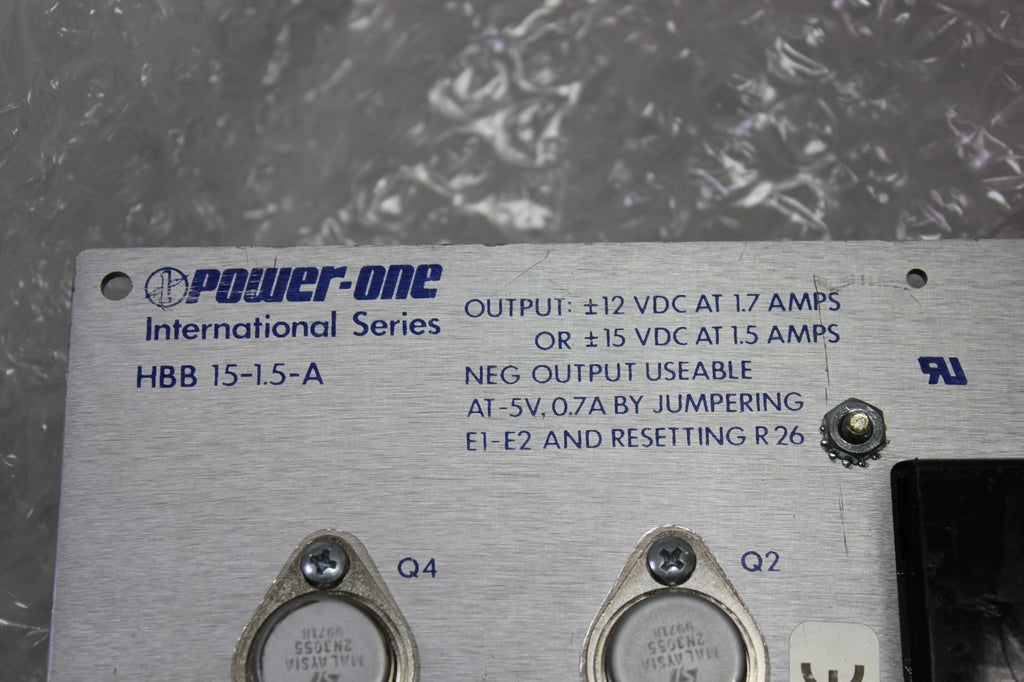 POWER-ONE
International Series
HBB 15-1.5-A
OUTPUT: ±12 VDC AT 1.7 AMPS
OR ±15 VDC AT 1.5 AMPS
NEG OUTPUT USEABLE
AT -5V, 0.7A BY JUMPERING
E1-E2 AND RESETTING R 26
Q4
Q2
99718
2N3055
MALAYSIA
2N3055
MALAYSIA